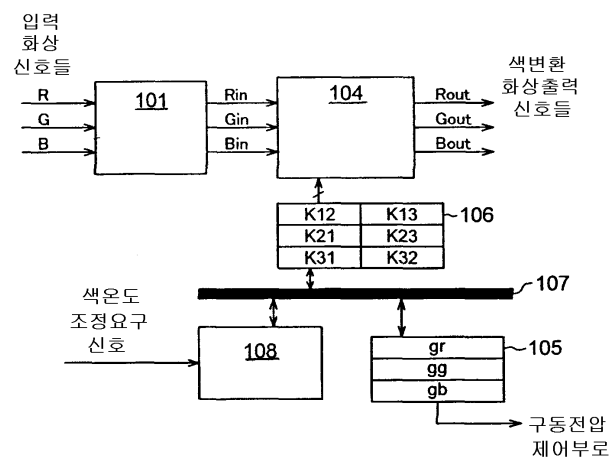 입력
화상
신호들
색변환
화상출력
신호들
R
G
B
101
Rin
Gin
Bin
104
Rout
Gout
Bout
K12 K13
K21 K23
K31 K32
106
107
색온도
조정요구
신호
108
gr
gg
gb
105
구동전압
제어부로